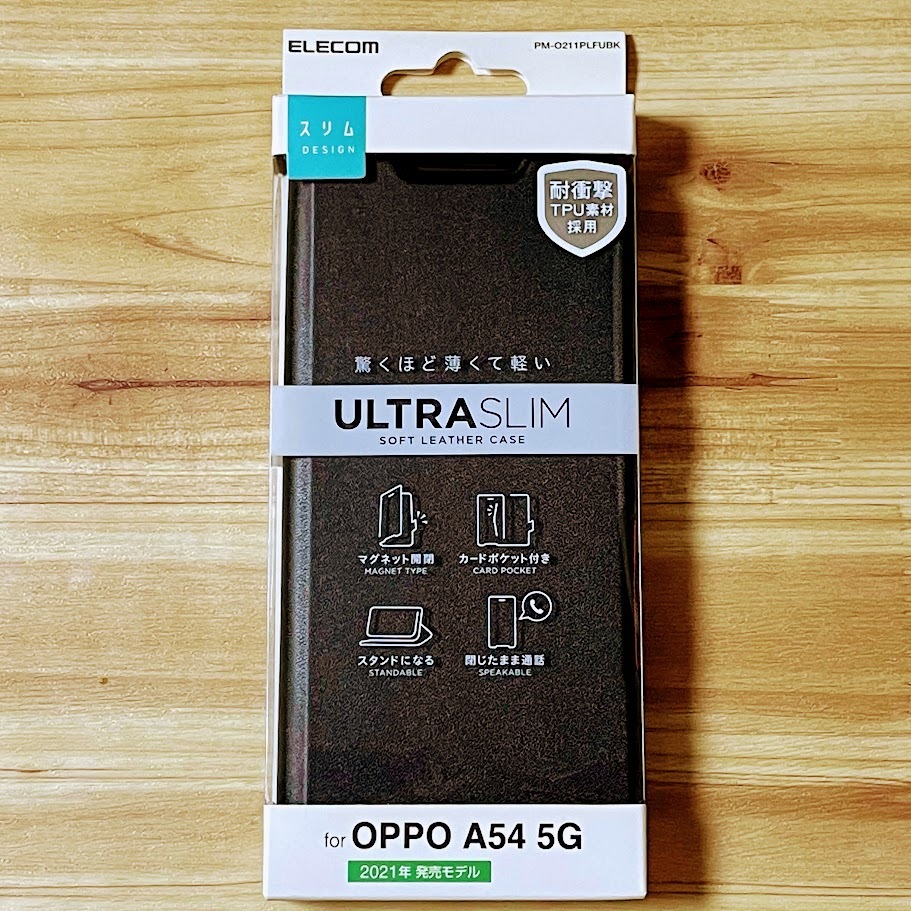 ELECOM
PM-O211PLFUBK
スリム
DESIGN
耐衝撃
TPU素材
採用
驚くほど薄くて軽い
ULTRASLIM
SOFT LEATHER CASE
マグネット開閉
MAGNET TYPE
カードポケット付き
CARD POCKET
スタンドになる
STANDABLE
閉じたまま通話
SPEAKABLE
for OPPO A54 5G
2021年 発売モデル